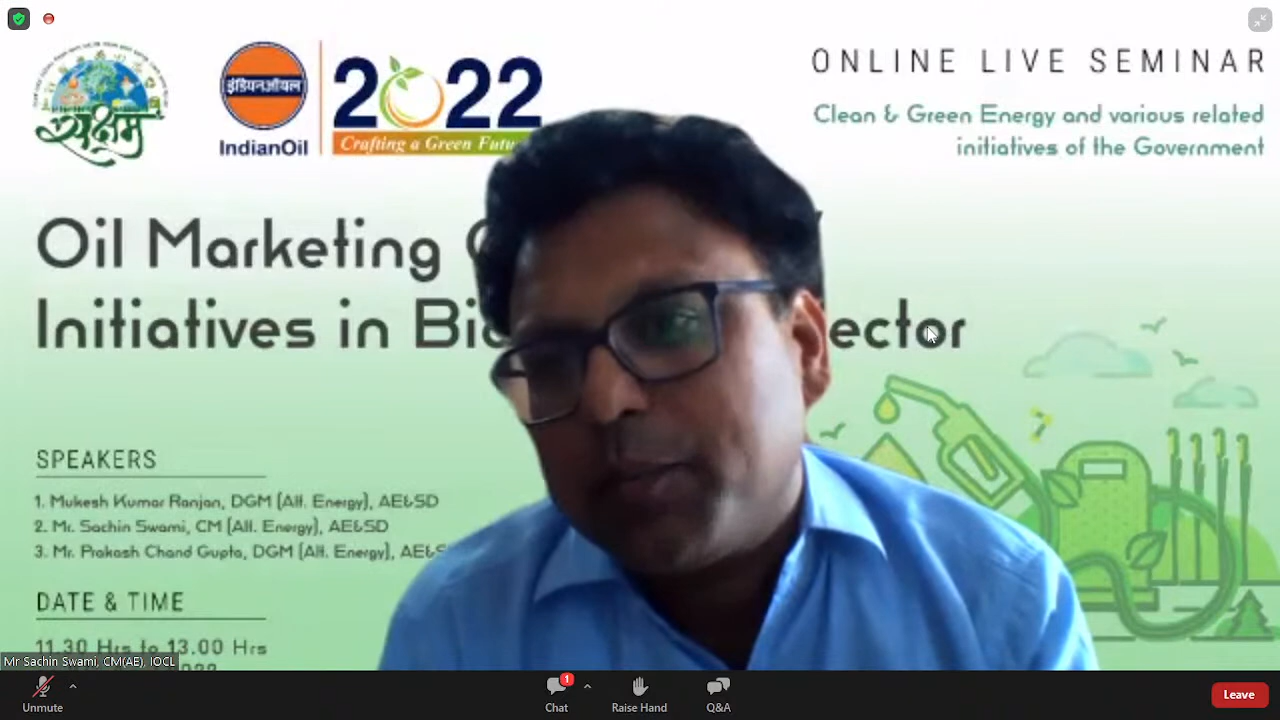 सक्षम
इंडियनऑयल
IndianOil
2022
Crafting a Green Futu
ONLINE LIVE SEMINAR
Clean & Green Energy and various related
initiatives of the Government
Oil Marketing
Initiatives in Bio ector
SPEAKERS
1. Mukesh Kumar Ranjan, DGM (Alt. Energy), AE&SD
2. Mr. Sachin Swami, CM (Alt. Energy), AE&SD
3. Mr. Prakash Chand Gupta, DGM (Alt. Energy), AE&S
DATE & TIME
11.30 Hrs to 13.00 Hrs
Mr Sachin Swami, CM(AE), IOCL
Unmute
Chat
1
Raise Hand
Q&A
Leave